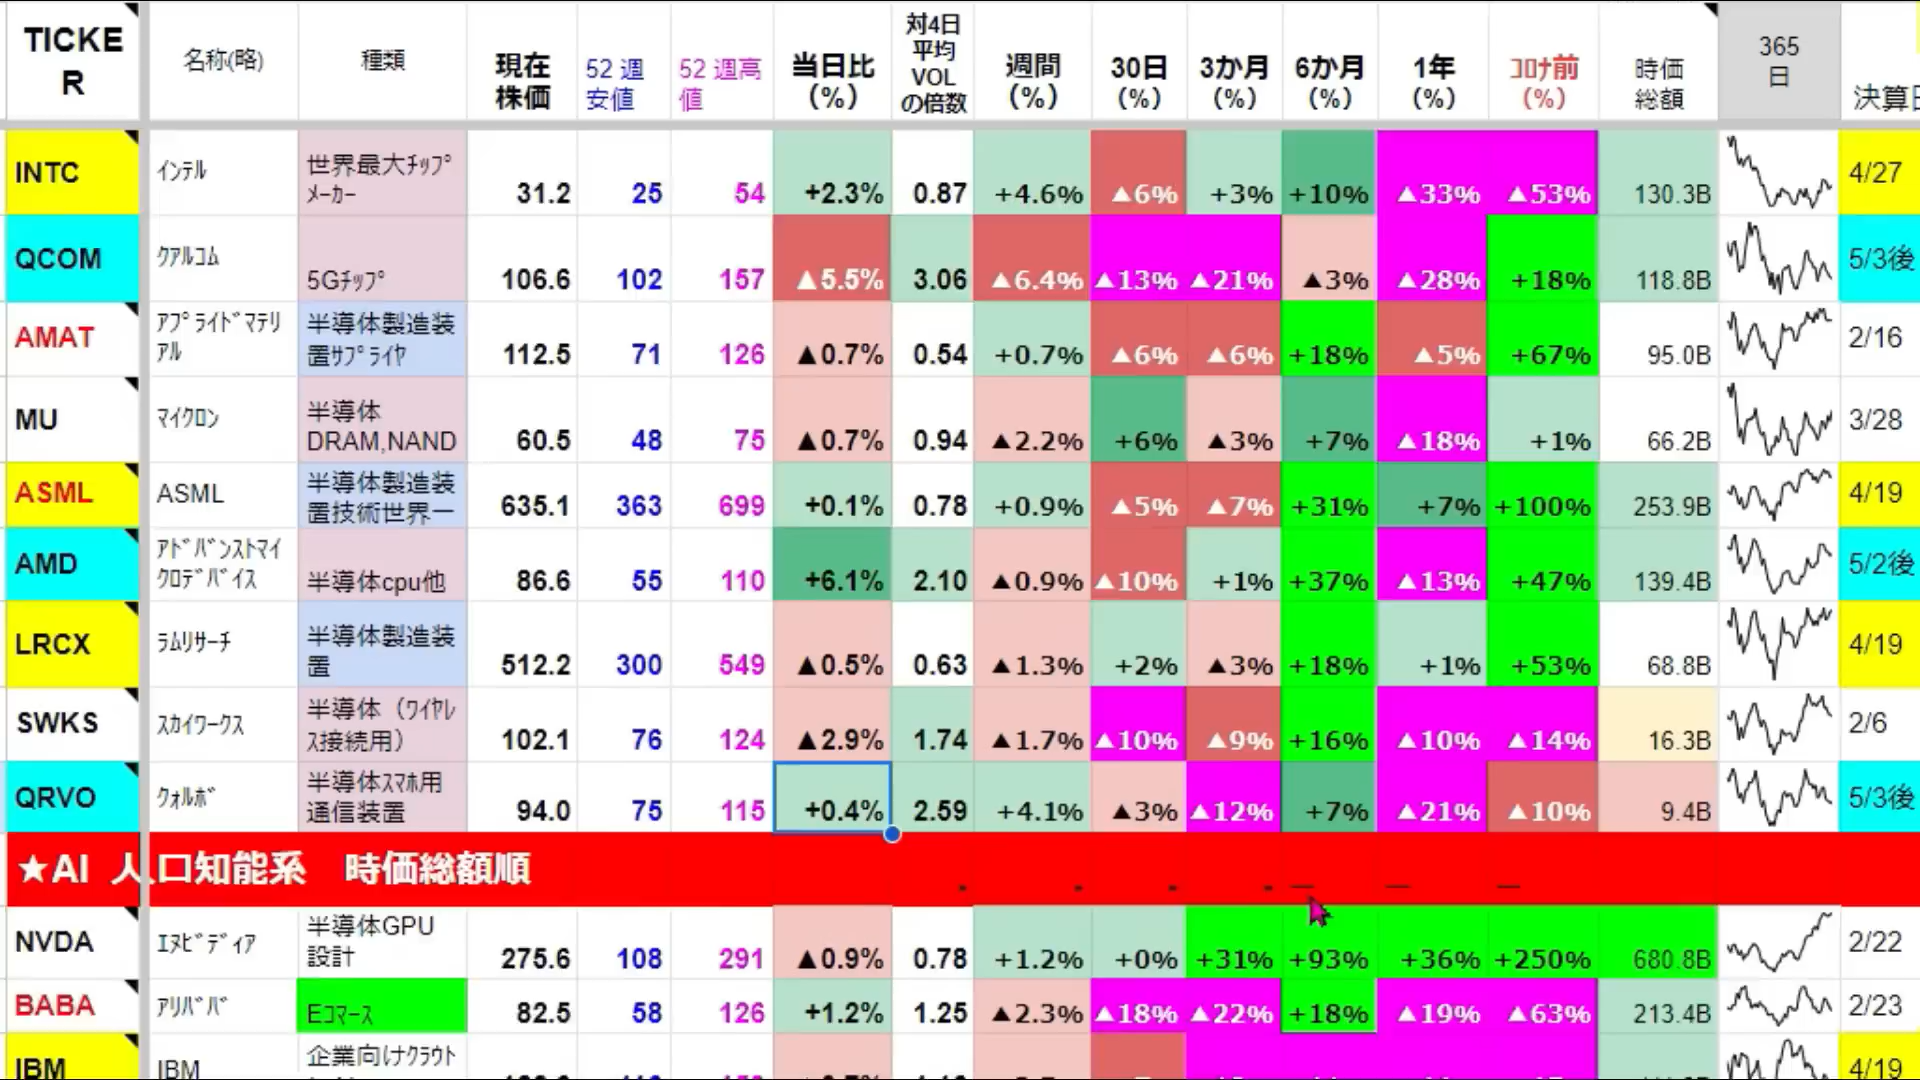 TICKE
R
名称(略)
種類
現在
株価
52 週
安値
52 週高
値
当日比
(%)
対4日
平均
VOL
の倍数
週間
(%)
30日
(%)
3か月
(%)
6か月
(%)
1年
(%)
ｺﾛﾅ前
(%)
時価
総額
365
日
決算日
INTC
ｲﾝﾃﾙ
世界最大ﾁｯﾌﾟ
ﾒｰｶｰ
31.2 25 54 +2.3% 0.87 +4.6% ▲6% +3% +10% ▲33% ▲53% 130.3B 4/27
QCOM
ｸｱﾙｺﾑ
5Gﾁｯﾌﾟ
106.6 102 157 ▲5.5% 3.06 ▲6.4% ▲13% ▲21% ▲3% ▲28% +18% 118.8B 5/3後
AMAT
ｱﾌﾟﾗｲﾄﾞﾏﾃﾘ
ｱﾙ
半導体製造装
置ｻﾌﾟﾗｲﾔ
112.5 71 126 ▲0.7% 0.54 +0.7% ▲6% ▲6% +18% ▲5% +67% 95.0B 2/16
MU
ﾏｲｸﾛﾝ
半導体
DRAM,NAND
60.5 48 75 ▲0.7% 0.94 ▲2.2% +6% ▲3% +7% ▲18% +1% 66.2B 3/28
ASML
ASML
半導体製造装
置技術世界一
635.1 363 699 +0.1% 0.78 +0.9% ▲5% ▲7% +31% +7% +100% 253.9B 4/19
AMD
ｱﾄﾞﾊﾞﾝｽﾄﾏｲ
ｸﾛﾃﾞﾊﾞｲｽ
半導体cpu他
86.6 55 110 +6.1% 2.10 ▲0.9% ▲10% +1% +37% ▲13% +47% 139.4B 5/2後
LRCX
ﾗﾑﾘｻｰﾁ
半導体製造装
置
512.2 300 549 ▲0.5% 0.63 ▲1.3% +2% ▲3% +18% +1% +53% 68.8B 4/19
SWKS
ｽｶｲﾜｰｸｽ
半導体（ﾜｲﾔﾚ
ｽ接続用）
102.1 76 124 ▲2.9% 1.74 ▲1.7% ▲10% ▲9% +16% ▲10% ▲14% 16.3B 2/6
QRVO
ｸｫﾙﾎﾞ
半導体ｽﾏﾎ用
通信装置
94.0 75 115 +0.4% 2.59 +4.1% ▲3% ▲12% +7% ▲21% ▲10% 9.4B 5/3後
★AI 人口知能系 時価総額順
NVDA
ｴﾇﾋﾞﾃﾞｨｱ
半導体GPU
設計
275.6 108 291 ▲0.9% 0.78 +1.2% +0% +31% +93% +36% +250% 680.8B 2/22
BABA
ｱﾘﾊﾞﾊﾞ
Eｺﾏｰｽ
82.5 58 126 +1.2% 1.25 ▲2.3% ▲18% ▲22% +18% ▲19% ▲63% 213.4B 2/23
IBM
IBM
企業向けｸﾗｳﾄﾞ
4/19